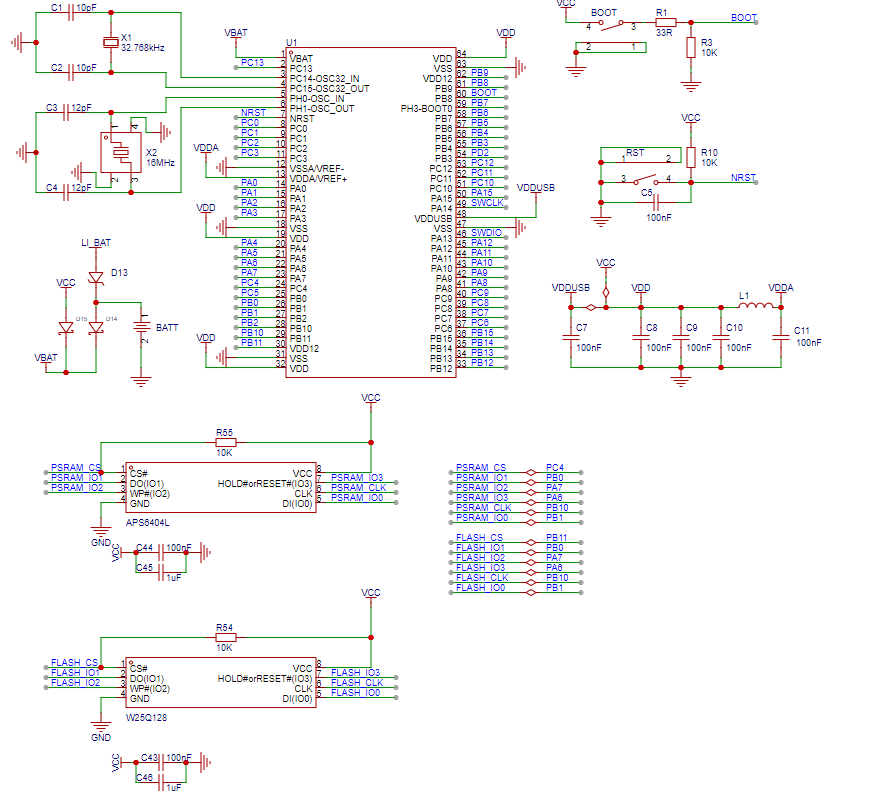 C1 10pF
X1
32.768kHz
C2 10pF
C3 12pF
1
4
X2
16MHz
2
3
C4 12pF
VBAT
PC13
U1
1 VBAT
2 PC13
3 PC14-OSC32_IN
4 PC15-OSC32_OUT
5 PH0-OSC_IN
6 PH1-OSC_OUT
NRST 7 NRST
PC0 8 PC0
PC1 9 PC1
PC2 10 PC2
PC3 11 PC3
VDDA
12 VSSA/VREF-
13 VDDA/VREF+
PA0 14 PA0
PA1 15 PA1
PA2 16 PA2
PA3 17 PA3
VDD
18 VSS
19 VDD
PA4 20 PA4
PA5 21 PA5
PA6 22 PA6
PA7 23 PA7
PC4 24 PC4
PC5 25 PB0
PB0 26 PB1
PB1 27 PB2
PB2 28 PB10
PB10 29 PB11
PB11 30 VDD12
VDD
31 VSS
32 VDD
VDD
VDD 64
VSS 63
VDD12 62 PB9
PB9 61 PB8
PB8 60 BOOT
PH3-BOOT0 59 PB7
PB7 58 PB6
PB6 57 PB5
PB5 56 PB4
PB4 55 PB3
PB3 54 PD2
PC12 53 PC12
PC11 52 PC11
PC10 51 PC10
PA15 50 PA15
PA14 49 SWCLK
VDDUSB
VDDUSB 48
VSS 47
PA13 46 SWDIO
PA12 45 PA12
PA11 44 PA11
PA10 43 PA10
PA9 42 PA9
PA8 41 PA8
PC9 40 PC9
PC8 39 PC8
PC7 38 PC7
PC6 37 PC6
PB15 36 PB15
PB14 35 PB14
PB13 34 PB13
PB12 33 PB12
VCC
BOOT
4 3
2 1
R1
33R
BOOT
R3
10K
VCC
RST
1 2
3 4
R10
10K
NRST
C5
100nF
VCC
VDDUSB
VDD
L1
VDDA
C7
100nF
C8
100nF
C9
100nF
C10
100nF
C11
100nF
LI_BAT
D13
VCC
D15
D14
1
BATT
2
VBAT
VCC
R55
10K
PSRAM_CS 1 CS#
PSRAM_IO1 2 DO(IO1)
PSRAM_IO2 3 WP#(IO2)
4 GND
VCC 8
HOLD#orRESET#(IO3) 7 PSRAM_IO3
CLK 6 PSRAM_CLK
DI(IO0) 5 PSRAM_IO0
APS6404L
GND
VCC
C44 100nF
C45
1uF
PSRAM_CS PC4
PSRAM_IO1 PB0
PSRAM_IO2 PA7
PSRAM_IO3 PA6
PSRAM_CLK PB10
PSRAM_IO0 PB1
FLASH_CS PB11
FLASH_IO1 PB0
FLASH_IO2 PA7
FLASH_IO3 PA6
FLASH_CLK PB10
FLASH_IO0 PB1
VCC
R54
10K
FLASH_CS 1 CS#
FLASH_IO1 2 DO(IO1)
FLASH_IO2 3 WP#(IO2)
4 GND
VCC 8
HOLD#orRESET#(IO3) 7 FLASH_IO3
CLK 6 FLASH_CLK
DI(IO0) 5 FLASH_IO0
W25Q128
GND
VCC
C43 100nF
C46
1uF